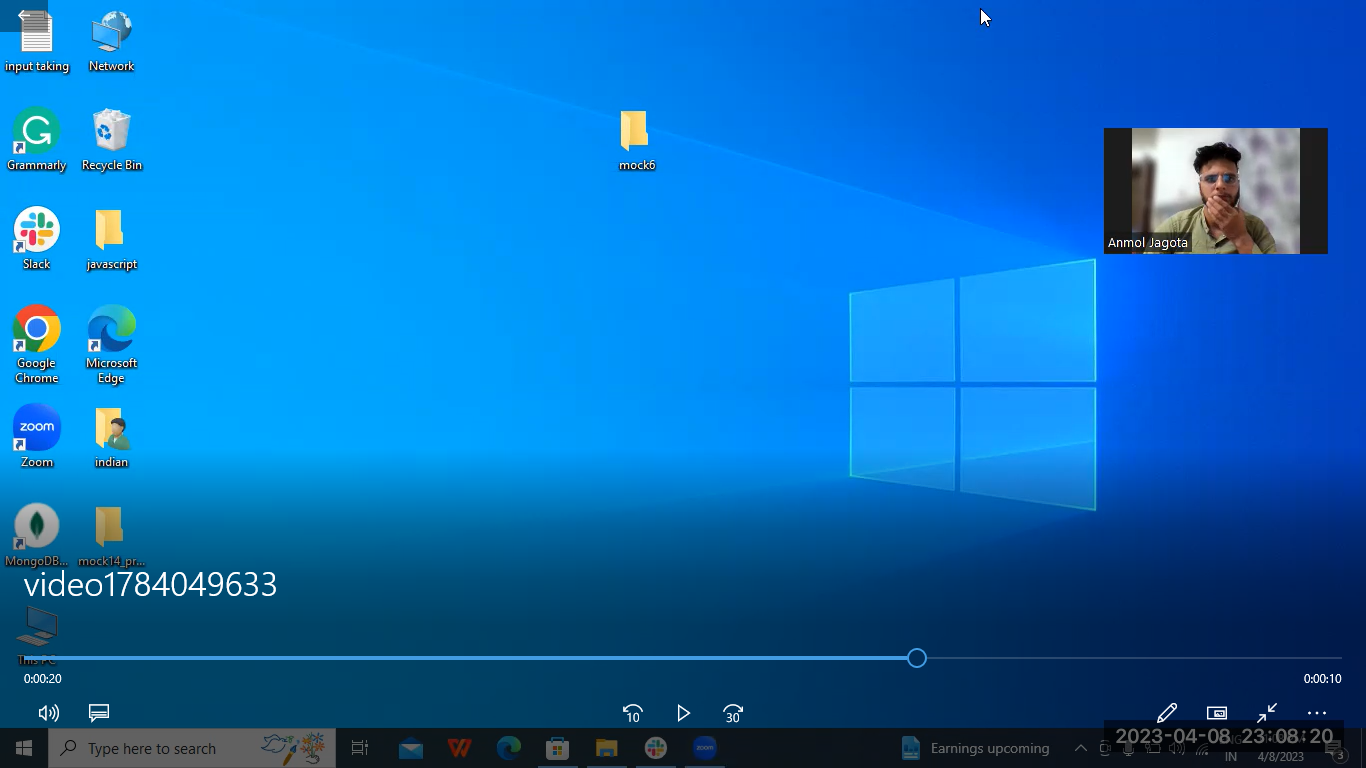 input taking
Network
Grammarly
Recycle Bin
mock6
Anmol Jagota
Slack
javascript
Google
Chrome
Microsoft
Edge
zoom
Zoom
indian
MongoDB...
mock14_pr...
video1784049633
This PC
0:00:20
0:00:10
10
30
Type here to search
zoom
Earnings upcoming
2023-04-08 23:08:20
IN
4/8/2023
3